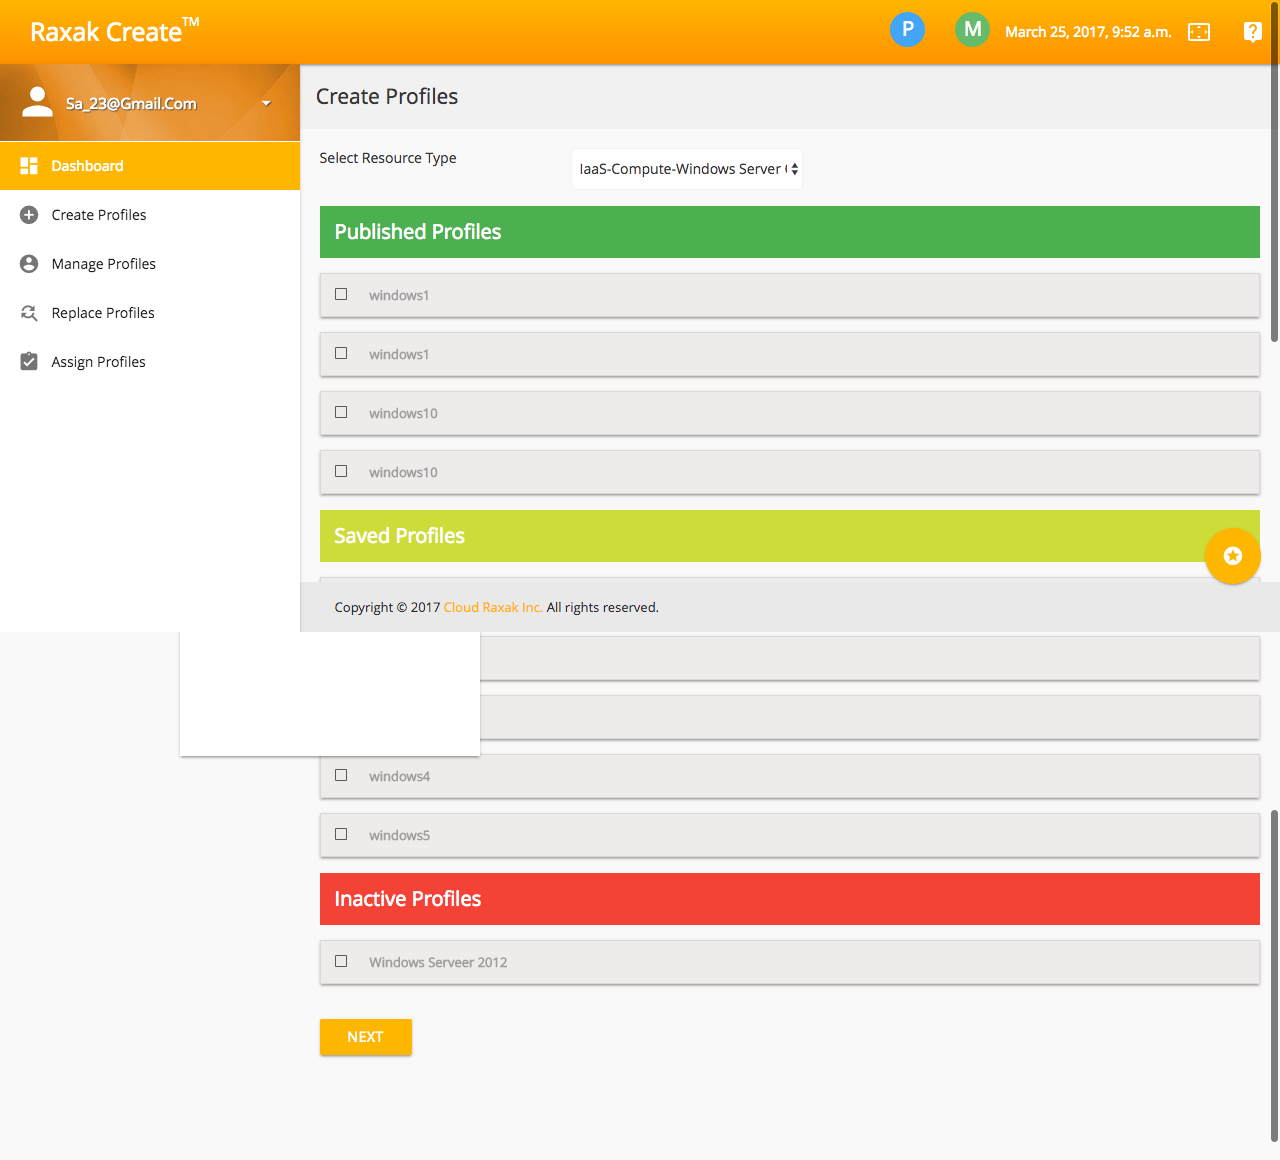 Raxak Create™
P
M
March 25, 2017, 9:52 a.m.
Sa_23@Gmail.Com
Dashboard
Create Profiles
Manage Profiles
Replace Profiles
Assign Profiles
Create Profiles
Select Resource Type
IaaS-Compute-Windows Server
Published Profiles
windows1
windows1
windows10
windows10
Saved Profiles
Copyright © 2017 Cloud Raxak Inc. All rights reserved.
windows4
windows5
Inactive Profiles
Windows Serveer 2012
NEXT